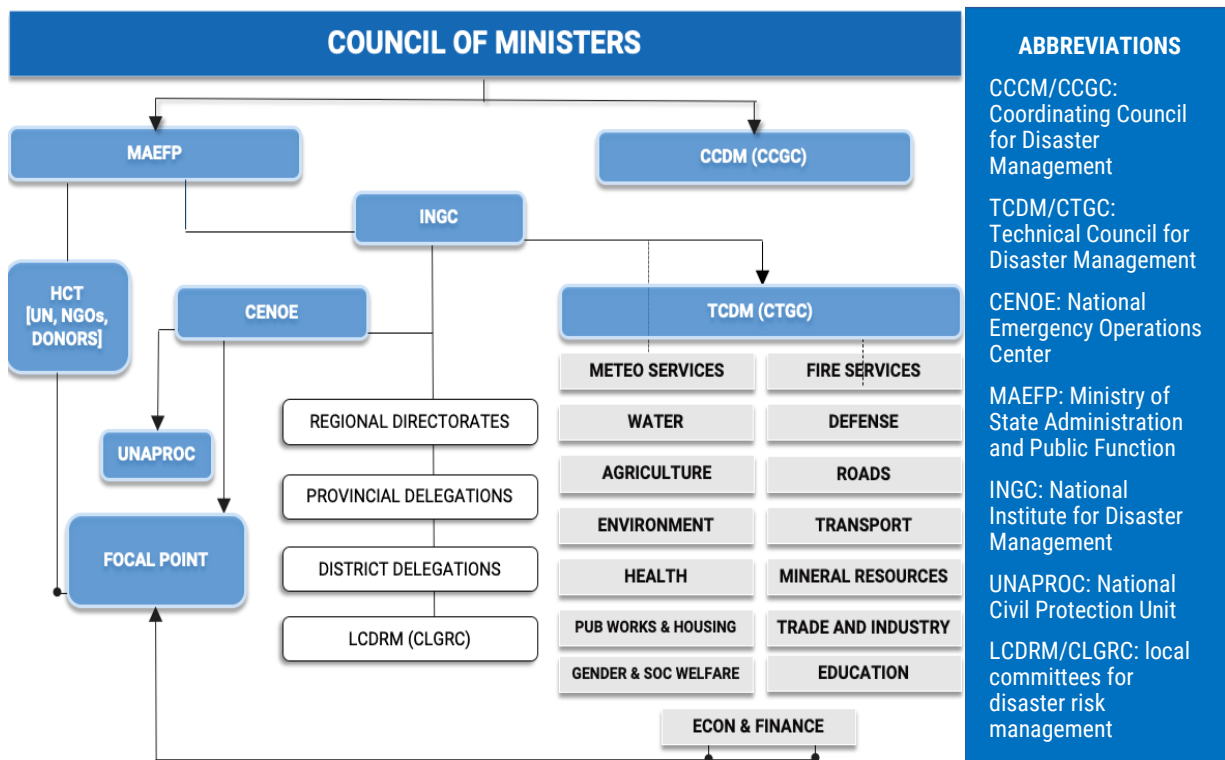 COUNCIL OF MINISTERS
MAEFP
CCDM (CCGC)
INGC
HCT
[UN, NGOs,
DONORS]
CENOE
TCDM (CTGC)
UNAPROC
FOCAL POINT
REGIONAL DIRECTORATES
PROVINCIAL DELEGATIONS
DISTRICT DELEGATIONS
LCDRM (CLGRC)
METEO SERVICES
FIRE SERVICES
WATER
DEFENSE
AGRICULTURE
ROADS
ENVIRONMENT
TRANSPORT
HEALTH
MINERAL RESOURCES
PUB WORKS & HOUSING
TRADE AND INDUSTRY
GENDER & SOC WELFARE
EDUCATION
ECON & FINANCE
ABBREVIATIONS
CCCM/CCGC:
Coordinating Council
for Disaster
Management
TCDM/CTGC:
Technical Council for
Disaster Management
CENOE: National
Emergency Operations
Center
MAEFP: Ministry of
State Administration
and Public Function
INGC: National
Institute for Disaster
Management
UNAPROC: National
Civil Protection Unit
LCDRM/CLGRC: local
committees for
disaster risk
management